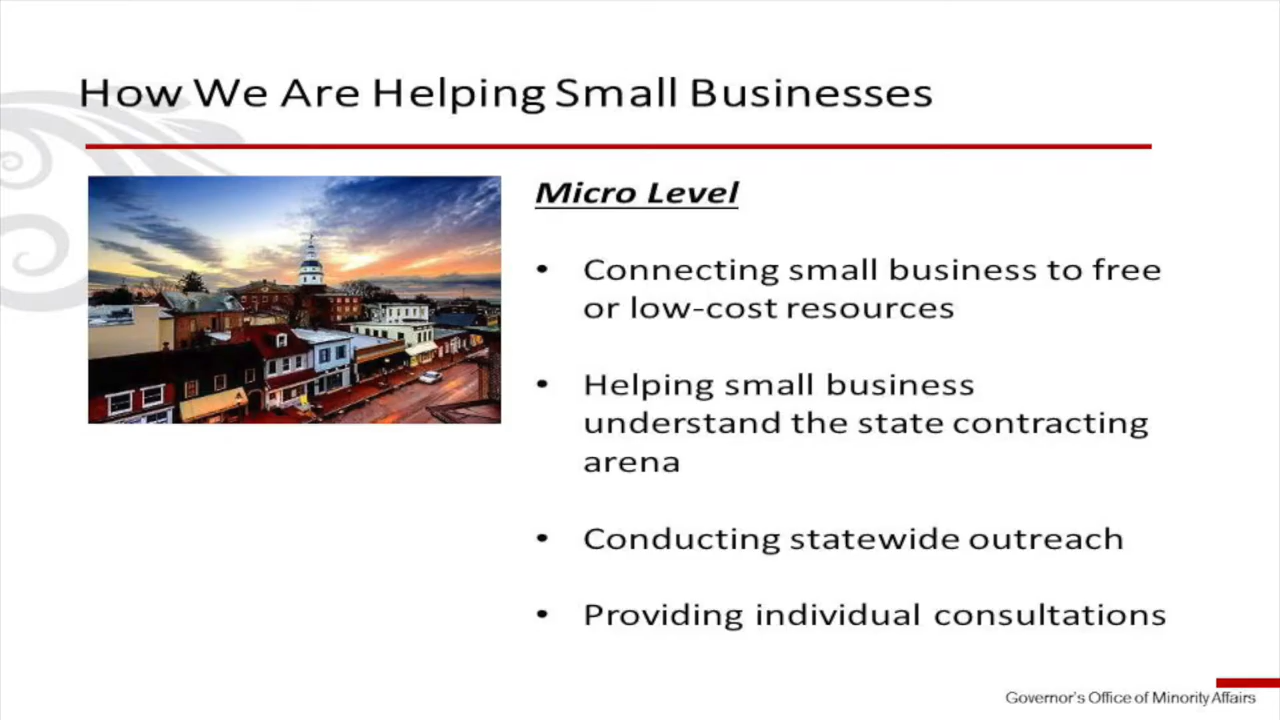 How We Are Helping Small Businesses
Micro Level
• Connecting small business to free
or low-cost resources
• Helping small business
understand the state contracting
arena
• Conducting statewide outreach
• Providing individual consultations
Governor's Office of Minority Affairs